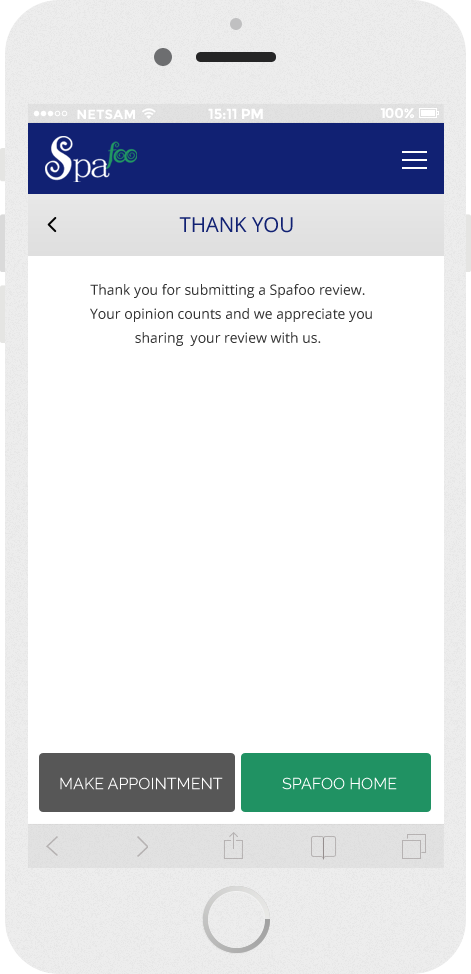 NETSAM 15:11 PM 100%
Spafoo
THANK YOU
Thank you for submitting a Spafoo review.
Your opinion counts and we appreciate you
sharing  your review with us.
MAKE APPOINTMENT SPAFOO HOME